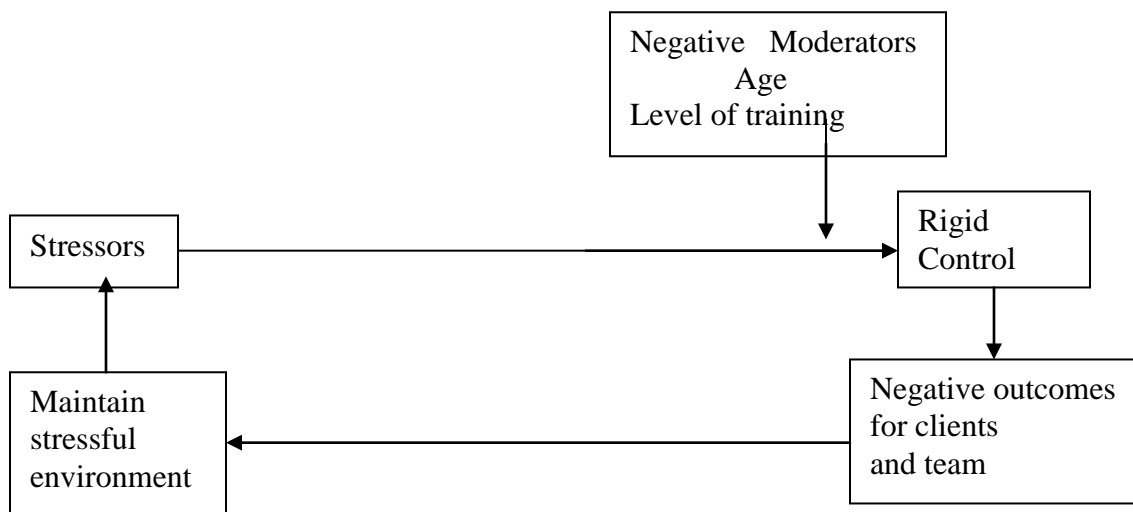 Negative Moderators
Age
Level of training
Stressors
Rigid
Control
Maintain
stressful
environment
Negative outcomes
for clients
and team